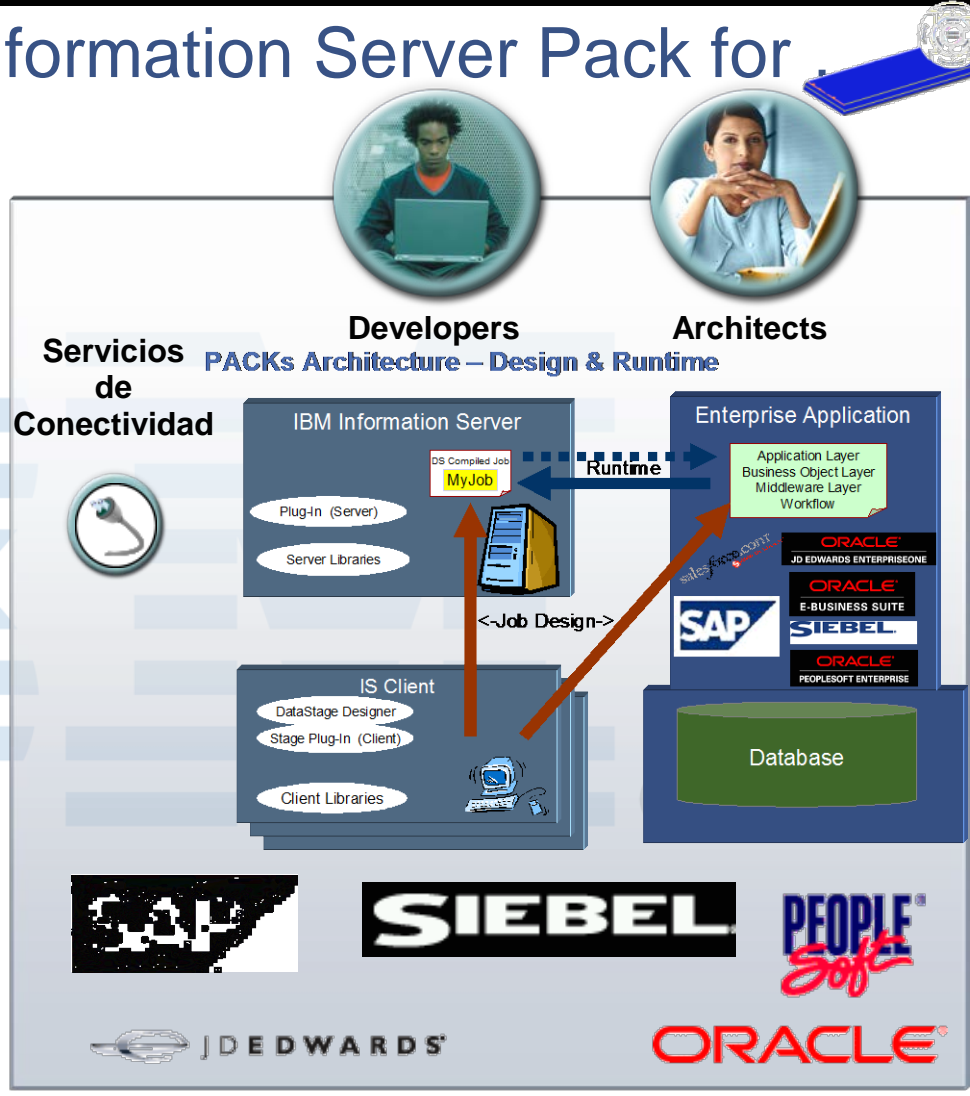 formation Server Pack for .
Developers
Architects
Servicios
de
Conectividad
PACKs Architecture – Design & Runtime
IBM Information Server
DS Compiled Job
MyJob
Plug-In (Server)
Server Libraries
Runtime
Enterprise Application
Application Layer
Business Object Layer
Middleware Layer
Workflow
salesforce.com
ORACLE
JD EDWARDS ENTERPRISEONE
ORACLE
E-BUSINESS SUITE
SAP
SIEBEL.
ORACLE
PEOPLESOFT ENTERPRISE
<-Job Design->
IS Client
DataStage Designer
Stage Plug-In (Client)
Client Libraries
Database
SAP
SIEBEL.
PEOPLE
Soft
JDEDWARDS
ORACLE